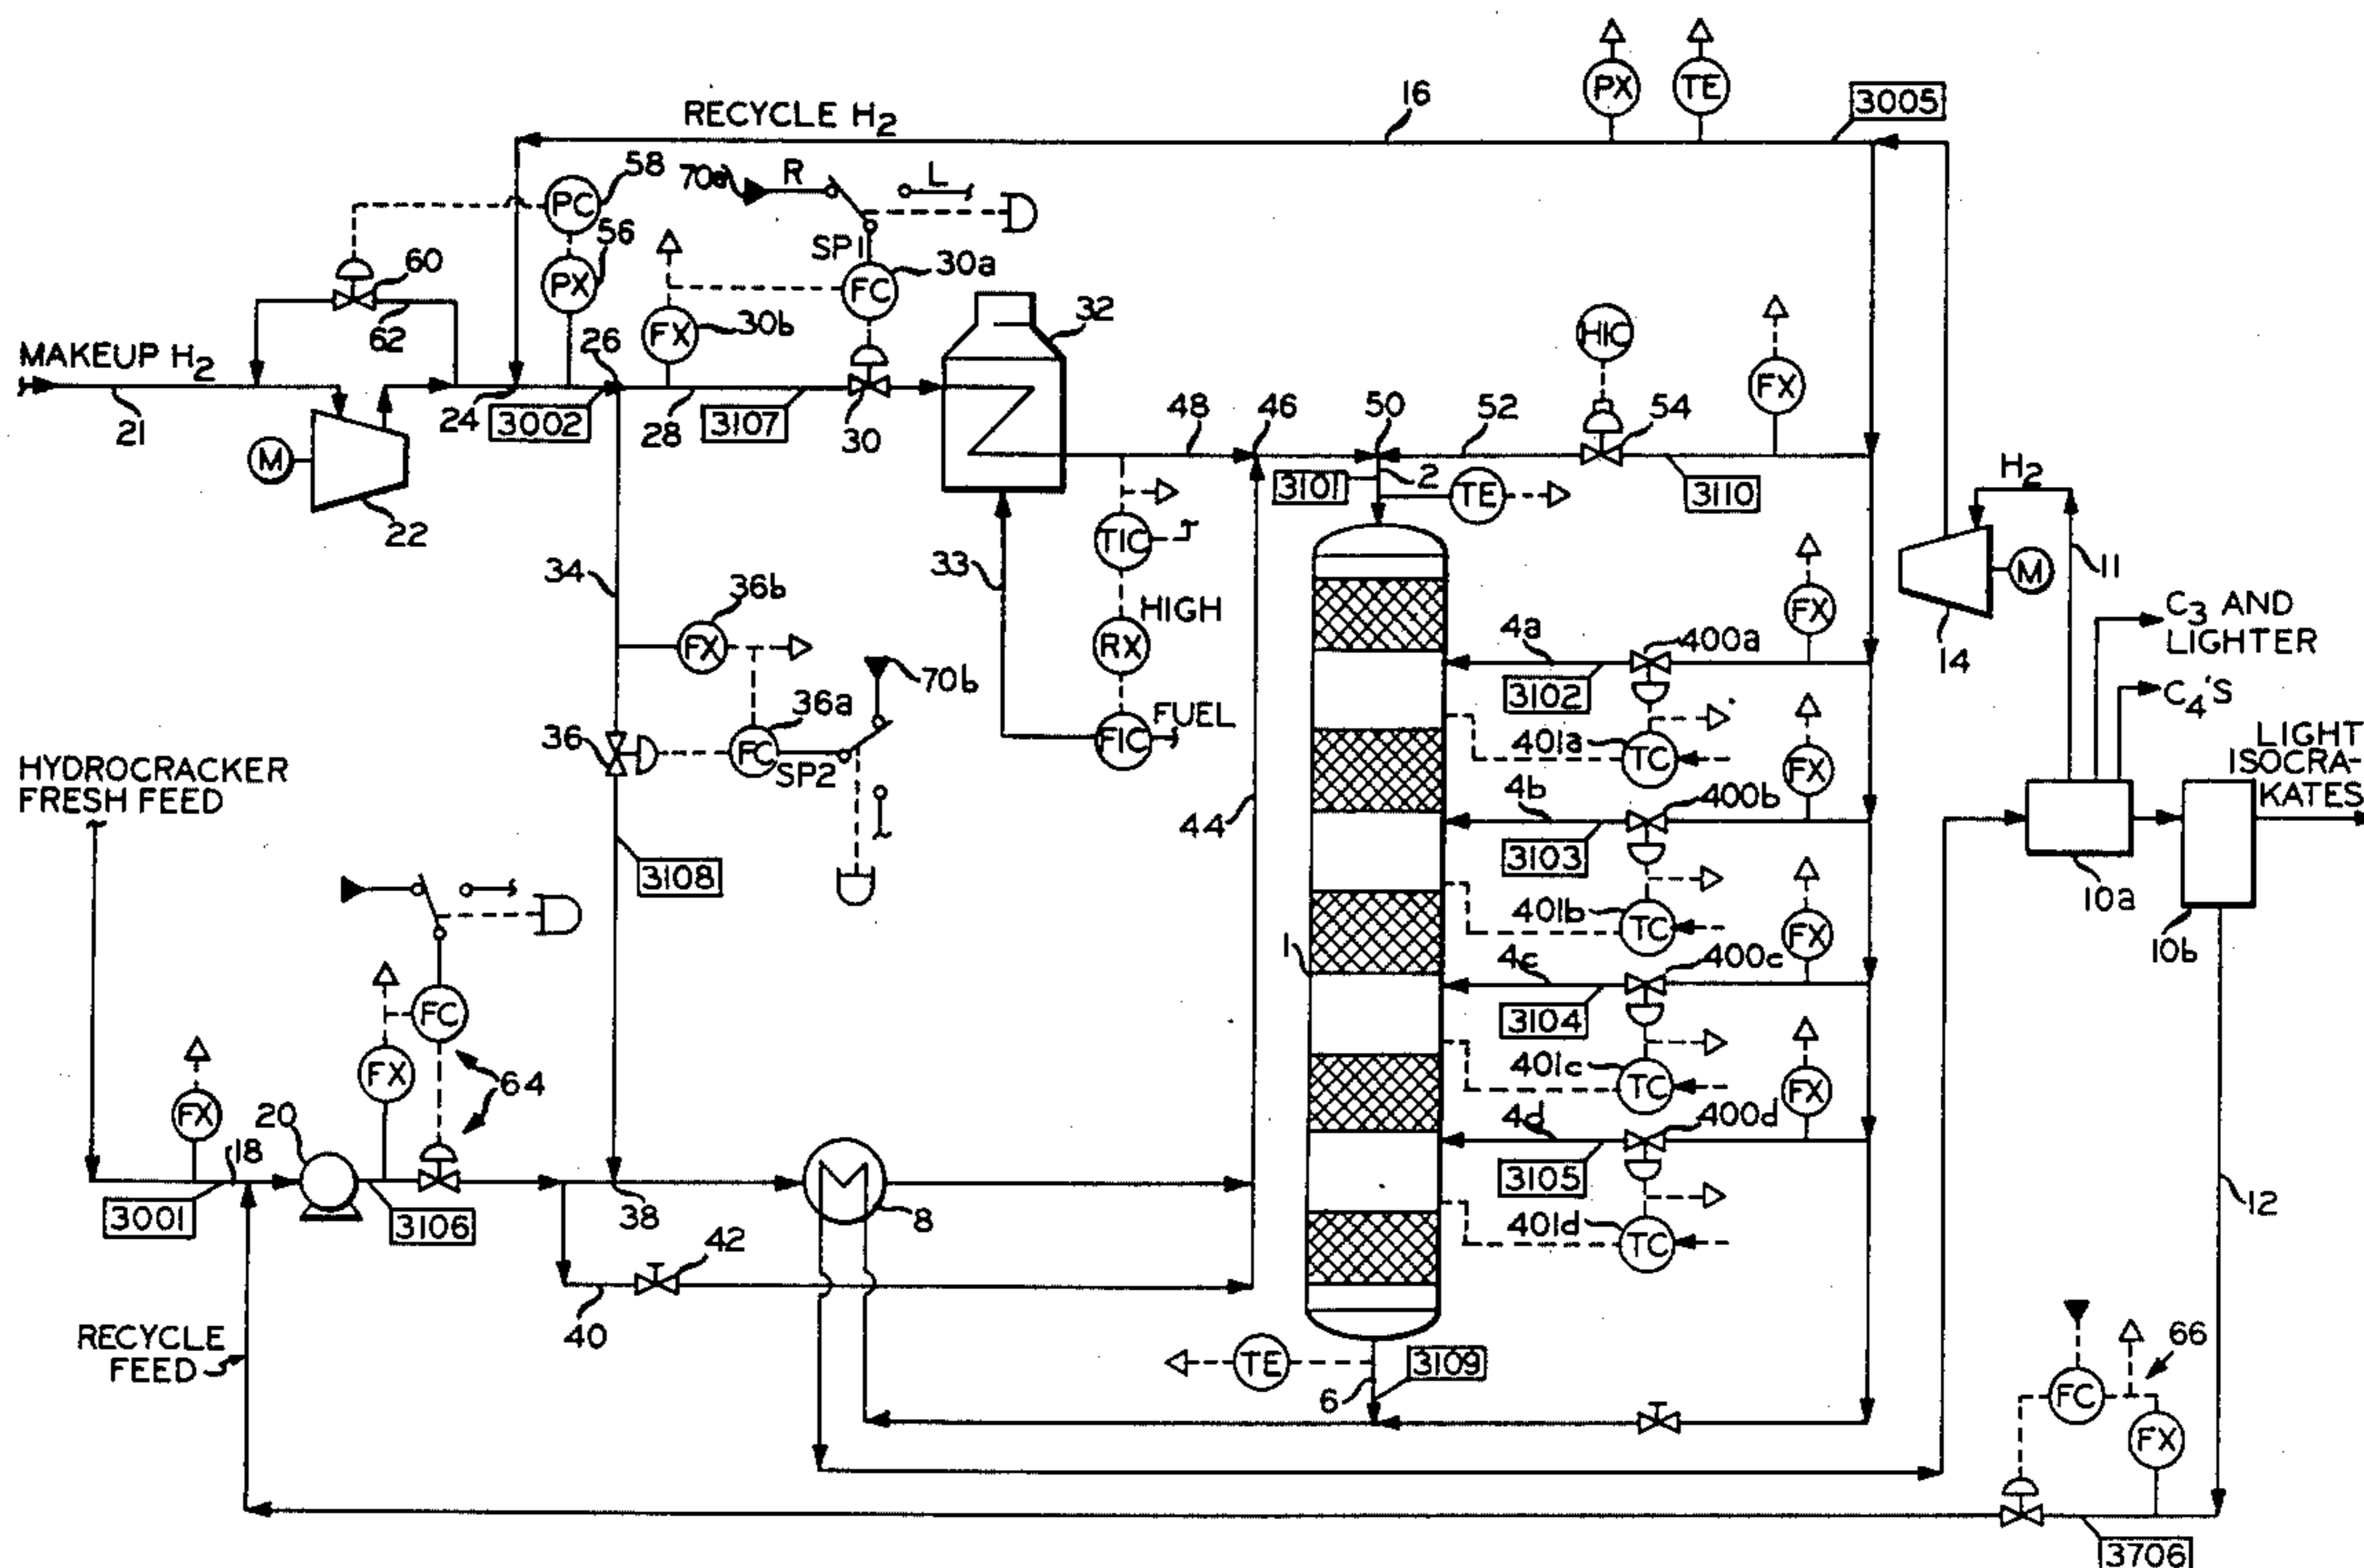 PX
TE
3005
16
RECYCLE H2
58
PC
70a
R
L
56
SP1
PX
60
30a
FC
FX
30b
62
32
HIC
FX
MAKEUP H2
26
21
24
3002
28
3107
30
48
46
50
52
54
M
22
3101
2
TE
3110
H2
TIC
34
33
11
M
14
36b
FX
HIGH
RX
4a
400a
FX
C3 AND
LIGHTER
C4'S
70b
3102
36a
36
FC
SP2
FUEL
FIC
401a
TC
FX
HYDROCRACKER
FRESH FEED
44
4b
400b
LIGHT
ISOCRA-
KATES
3103
3108
10a
10b
401b
TC
FX
1
4c
400c
12
FC
3104
64
FX
401c
TC
FX
FX
20
18
4d
400d
3001
3106
38
8
3105
42
401d
TC
40
RECYCLE
FEED
TE
3109
6
66
FC
FX
3706